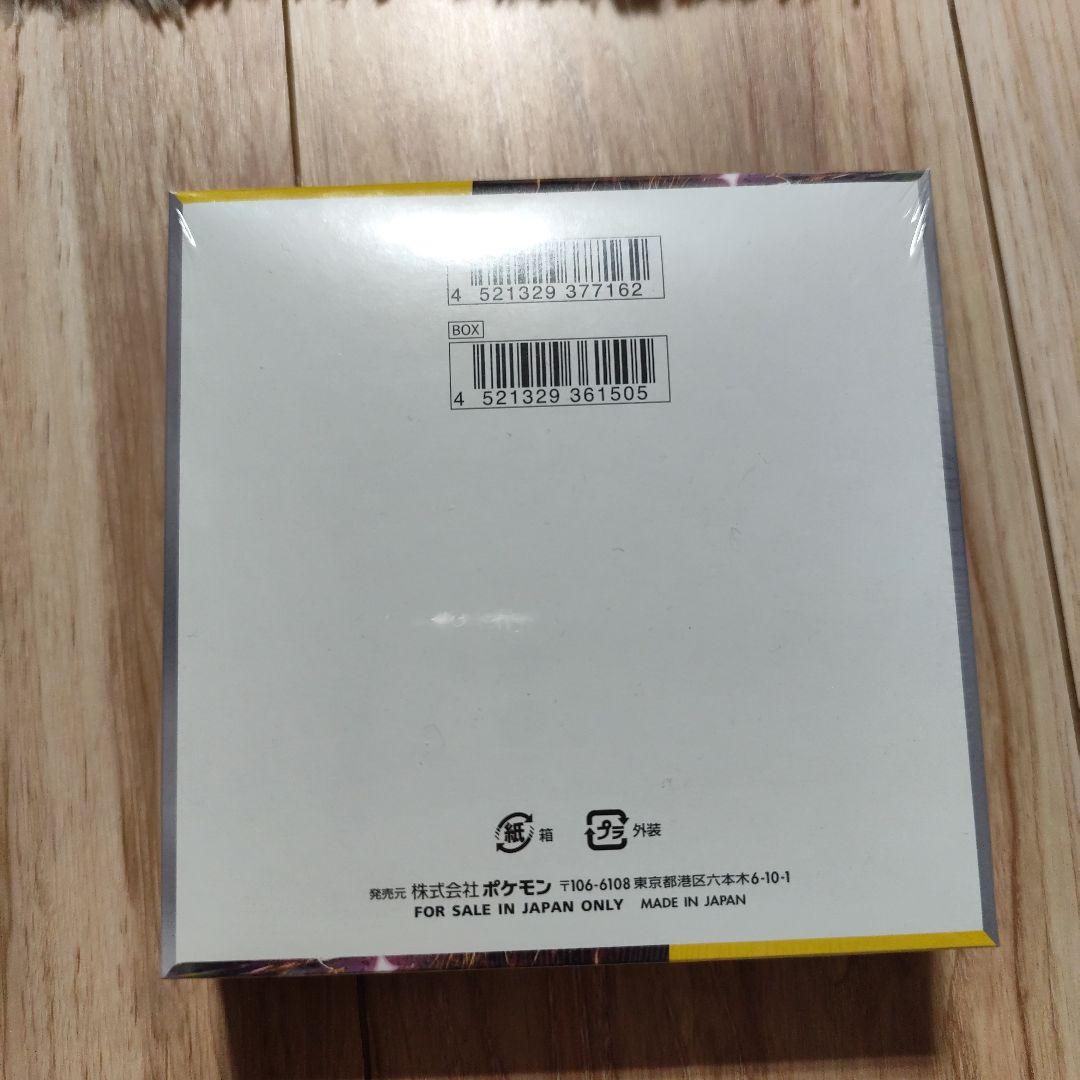 4 521329 377162
BOX
4 521329 361505
紙 箱 プラ 外装
発売元 株式会社 ポケモン 〒106-6108 東京都港区六本木6-10-1
FOR SALE IN JAPAN ONLY MADE IN JAPAN